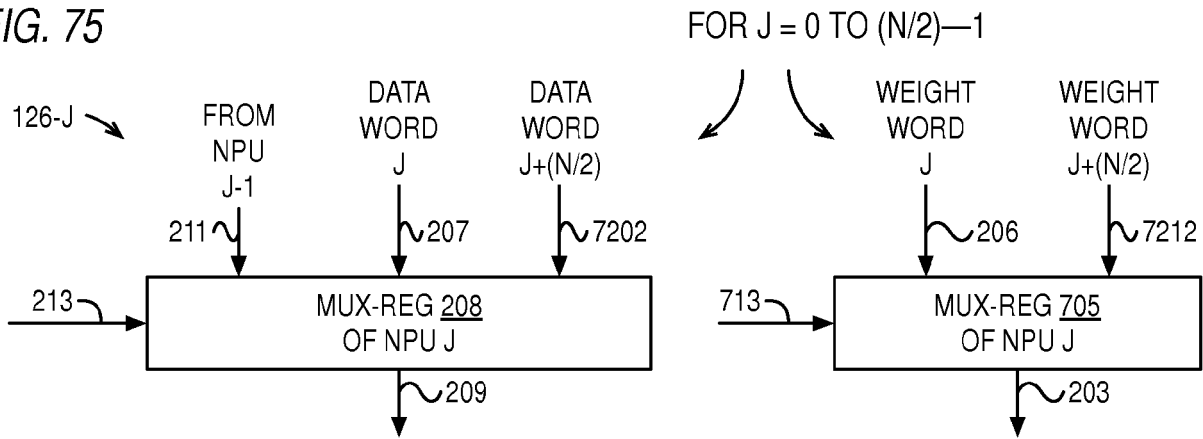 FIG. 75
FOR J = 0 TO (N/2)—1
126-J
FROM
NPU
J-1
DATA
WORD
J
DATA
WORD
J+(N/2)
WEIGHT
WORD
J
WEIGHT
WORD
J+(N/2)
211
207
7202
206
7212
213
MUX-REG 208
OF NPU J
713
MUX-REG 705
OF NPU J
209
203